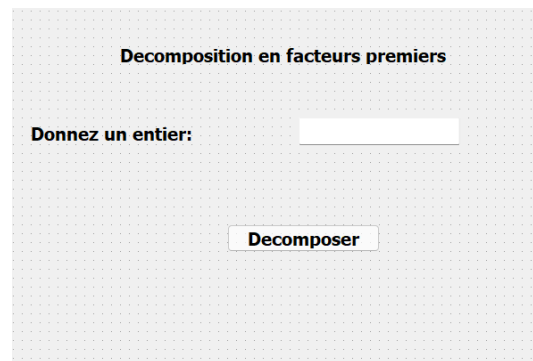 Decomposition en facteurs premiers
Donnez un entier:
Decomposer